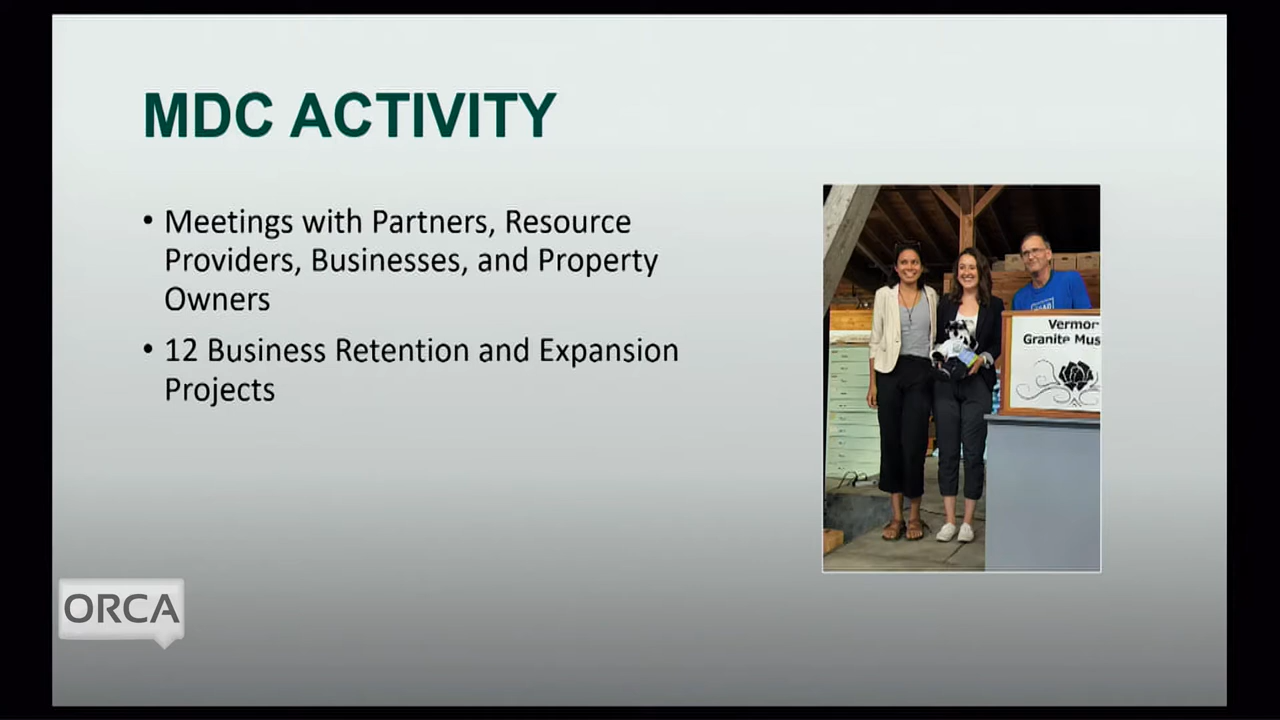 MDC ACTIVITY
• Meetings with Partners, Resource
Providers, Businesses, and Property
Owners
• 12 Business Retention and Expansion
Projects
Vermon
Granite Mus
ORCA